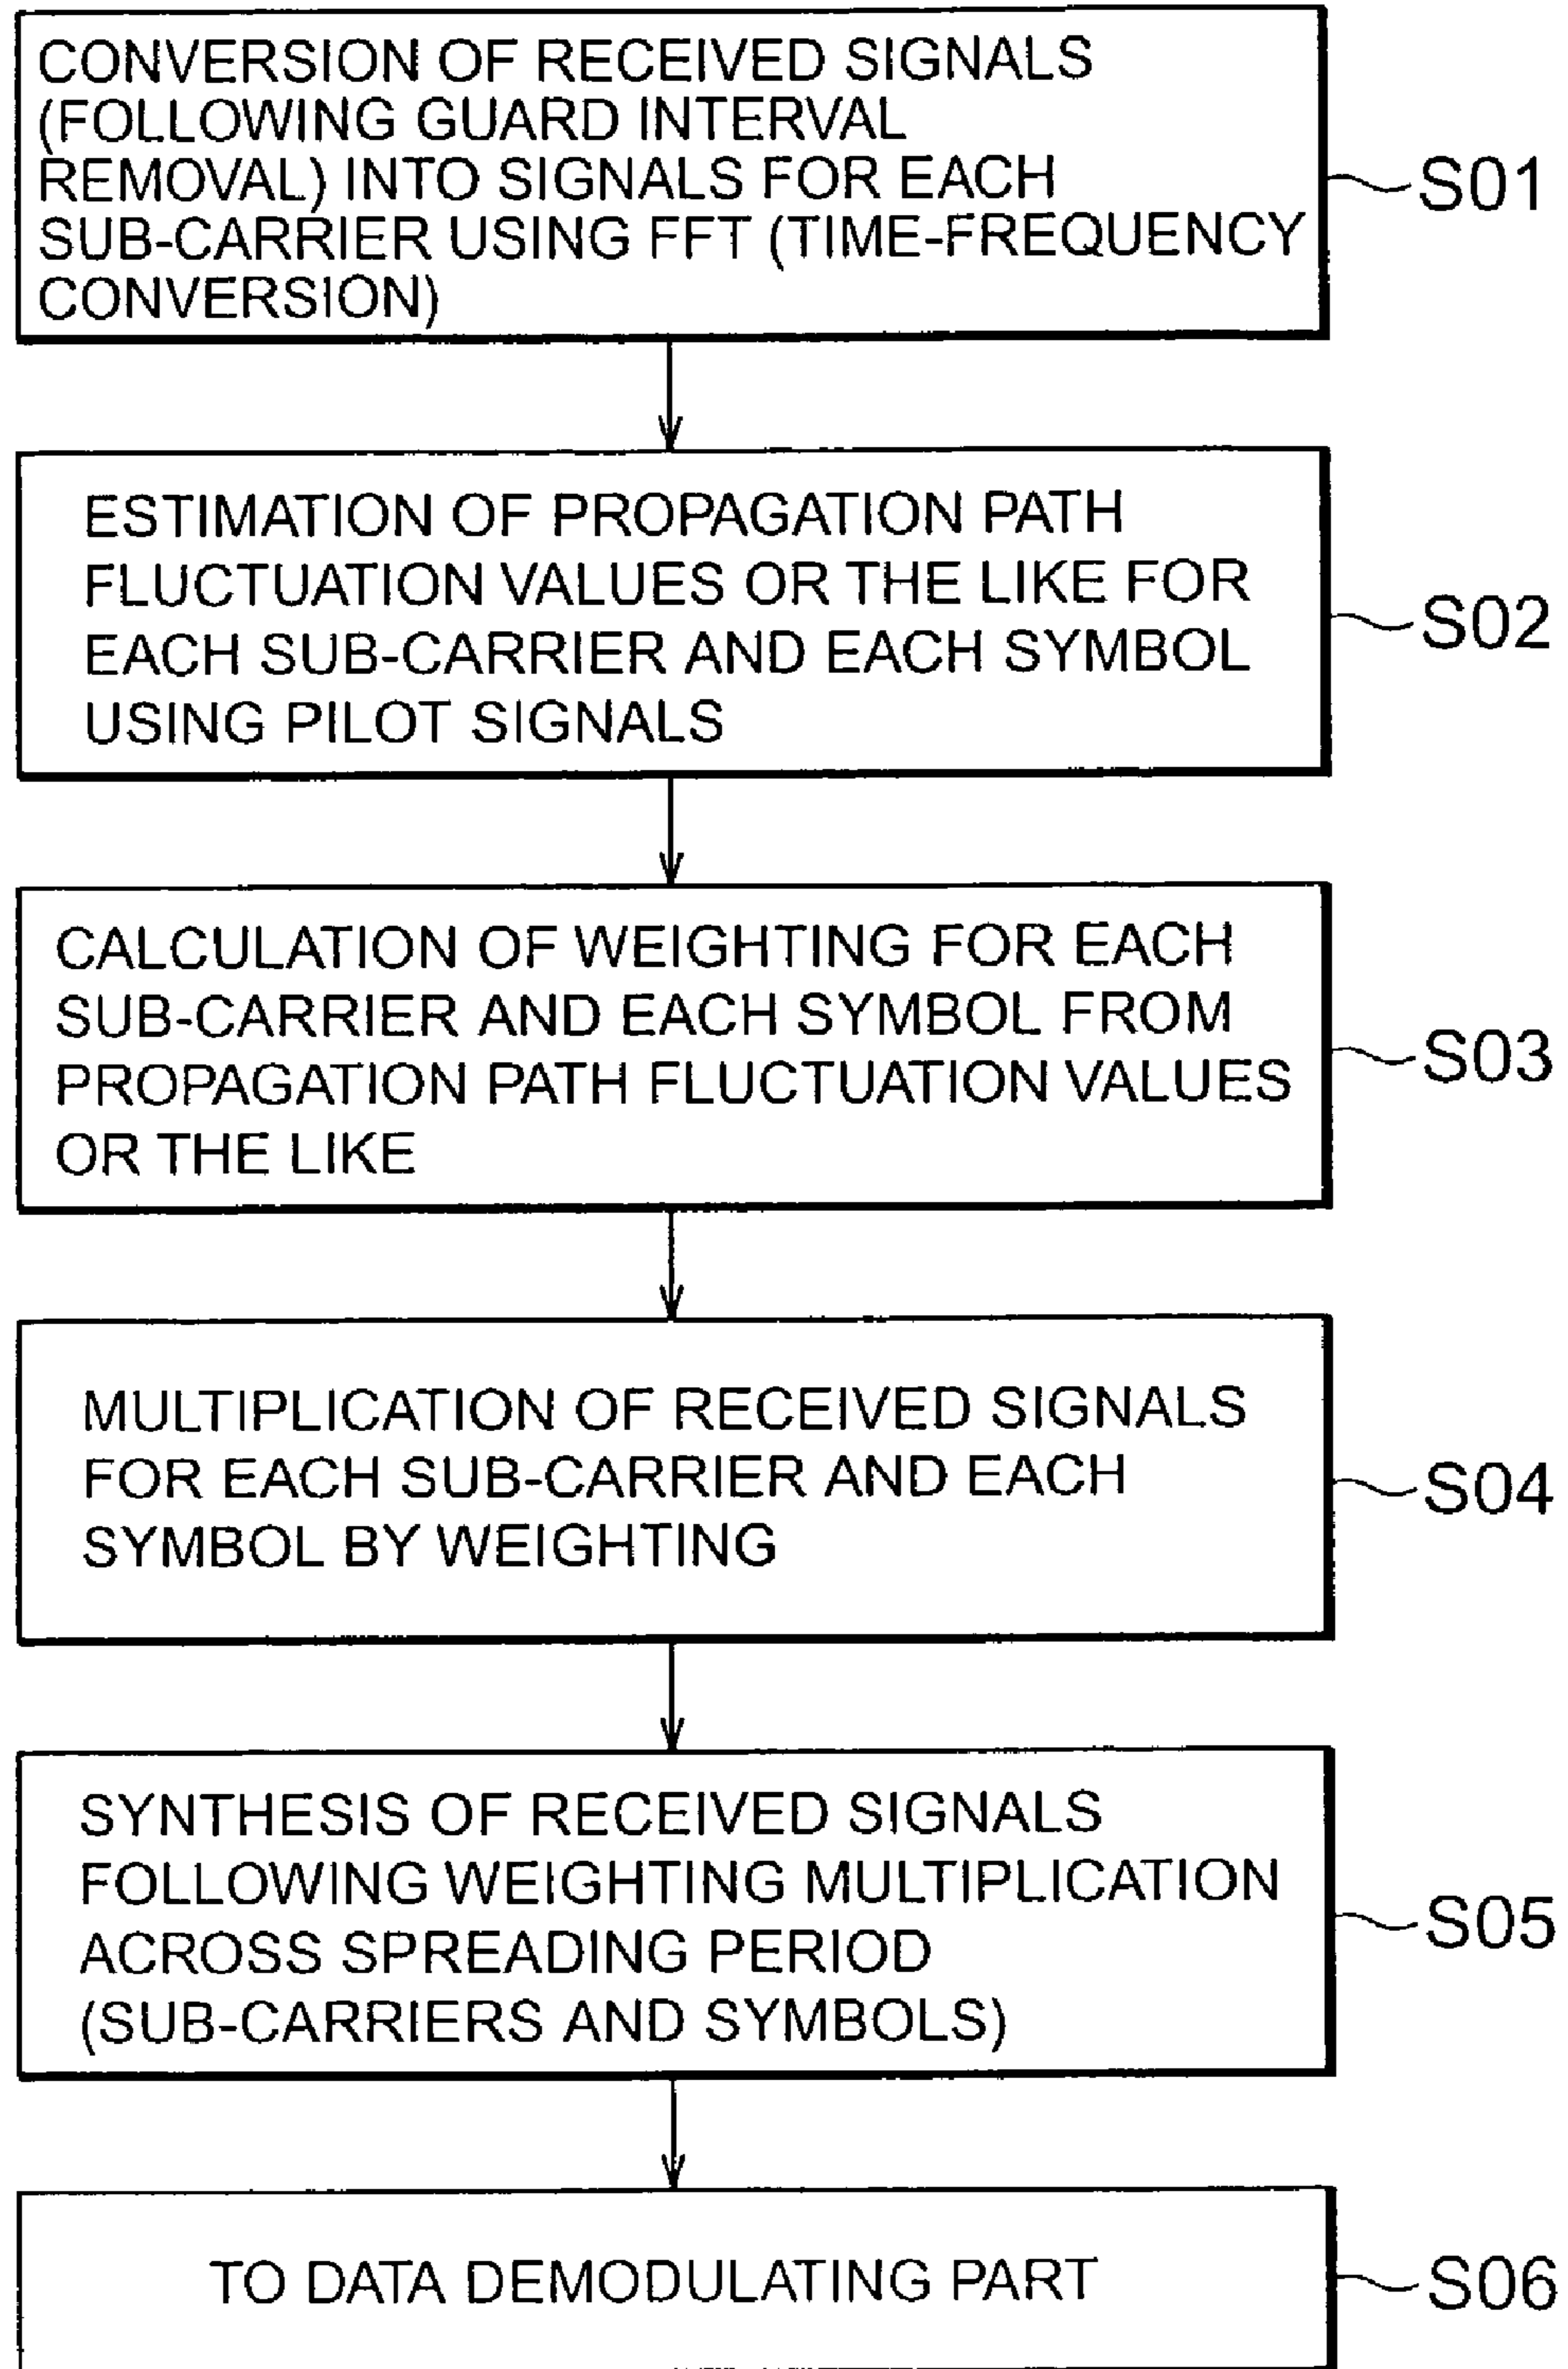 CONVERSION OF RECEIVED SIGNALS
(FOLLOWING GUARD INTERVAL
REMOVAL) INTO SIGNALS FOR EACH
SUB-CARRIER USING FFT (TIME-FREQUENCY
CONVERSION)
S01
ESTIMATION OF PROPAGATION PATH
FLUCTUATION VALUES OR THE LIKE FOR
EACH SUB-CARRIER AND EACH SYMBOL
USING PILOT SIGNALS
S02
CALCULATION OF WEIGHTING FOR EACH
SUB-CARRIER AND EACH SYMBOL FROM
PROPAGATION PATH FLUCTUATION VALUES
OR THE LIKE
S03
MULTIPLICATION OF RECEIVED SIGNALS
FOR EACH SUB-CARRIER AND EACH
SYMBOL BY WEIGHTING
S04
SYNTHESIS OF RECEIVED SIGNALS
FOLLOWING WEIGHTING MULTIPLICATION
ACROSS SPREADING PERIOD
(SUB-CARRIERS AND SYMBOLS)
S05
TO DATA DEMODULATING PART
S06